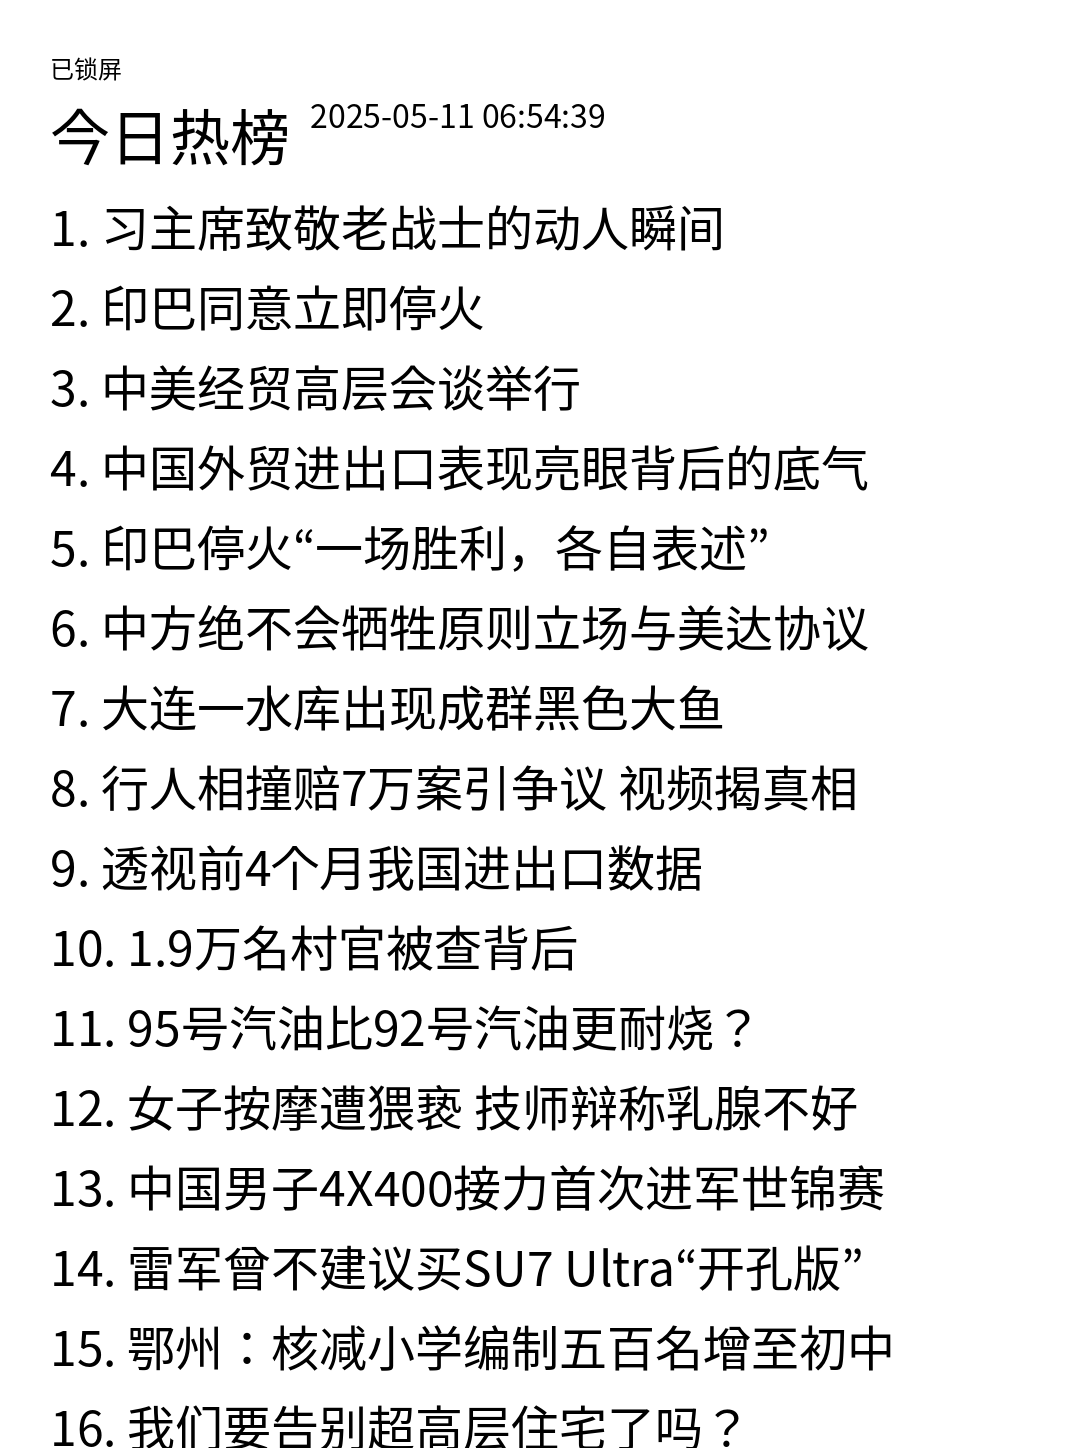 已锁屏
今日热榜 2025-05-11 06:54:39
1. 习主席致敬老战士的动人瞬间
2. 印巴同意立即停火
3. 中美经贸高层会谈举行
4. 中国外贸进出口表现亮眼背后的底气
5. 印巴停火“一场胜利，各自表述”
6. 中方绝不会牺牲原则立场与美达协议
7. 大连一水库出现成群黑色大鱼
8. 行人相撞赔7万案引争议 视频揭真相
9. 透视前4个月我国进出口数据
10. 1.9万名村官被查背后
11. 95号汽油比92号汽油更耐烧？
12. 女子按摩遭猥亵 技师辩称乳腺不好
13. 中国男子4X400接力首次进军世锦赛
14. 雷军曾不建议买SU7 Ultra“开孔版”
15. 鄂州：核减小学编制五百名增至初中
16. 我们要告别超高层住宅了吗？